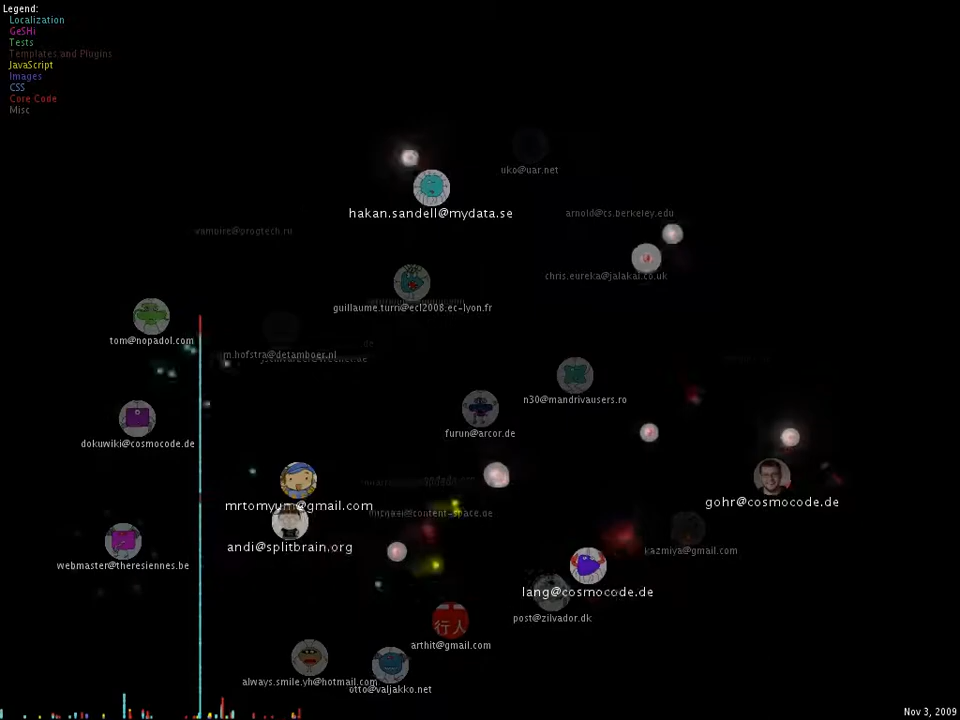 Legend:
Localization
GeSHi
Tests
Templates and Plugins
JavaScript
Images
CSS
Core Code
Misc
uko@uar.net
hakan.sandell@mydata.se
arnold@cs.berkeley.edu
vampire@progtech.ru
chris.eureka@jalakai.co.uk
guillaume.turri@ecl2008.ec-lyon.fr
tom@nopadol.com
m.hofstra@detamboer.nl
n30@mandrivausers.ro
furun@arcor.de
dokuwiki@cosmocode.de
gohr@cosmocode.de
mrtomyum@gmail.com
andi@splitbrain.org
kazmiya@gmail.com
webmaster@theresiennes.be
lang@cosmocode.de
post@zilvador.dk
行人
arthit@gmail.com
always.smile.yh@hotmail.com
otto@valjakko.net
Nov 3, 2009